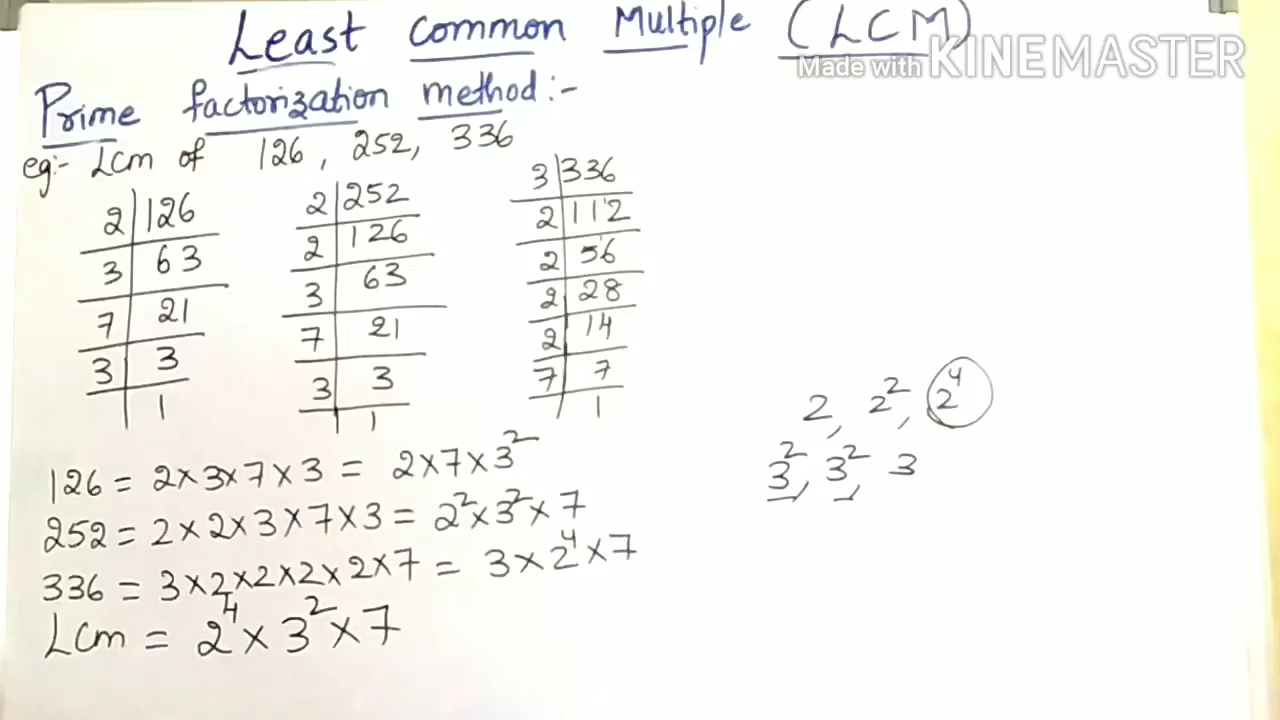 Least common Multiple (LCM)
Made with KINEMASTER
Prime factorization method:-
eg:- Lcm of 126, 252, 336
2 | 126
3 | 63
7 | 21
3 | 3
| 1
2 | 252
2 | 126
3 | 63
7 | 21
3 | 3
| 1
3 | 336
2 | 112
2 | 56
2 | 28
2 | 14
7 | 7
| 1
2, 2², 2⁴
3², 3², 3
126 = 2×3×7×3 = 2×7×3²
252 = 2×2×3×7×3 = 2²×3²×7
336 = 3×2×2×2×2×7 = 3×2⁴×7
Lcm = 2⁴×3²×7